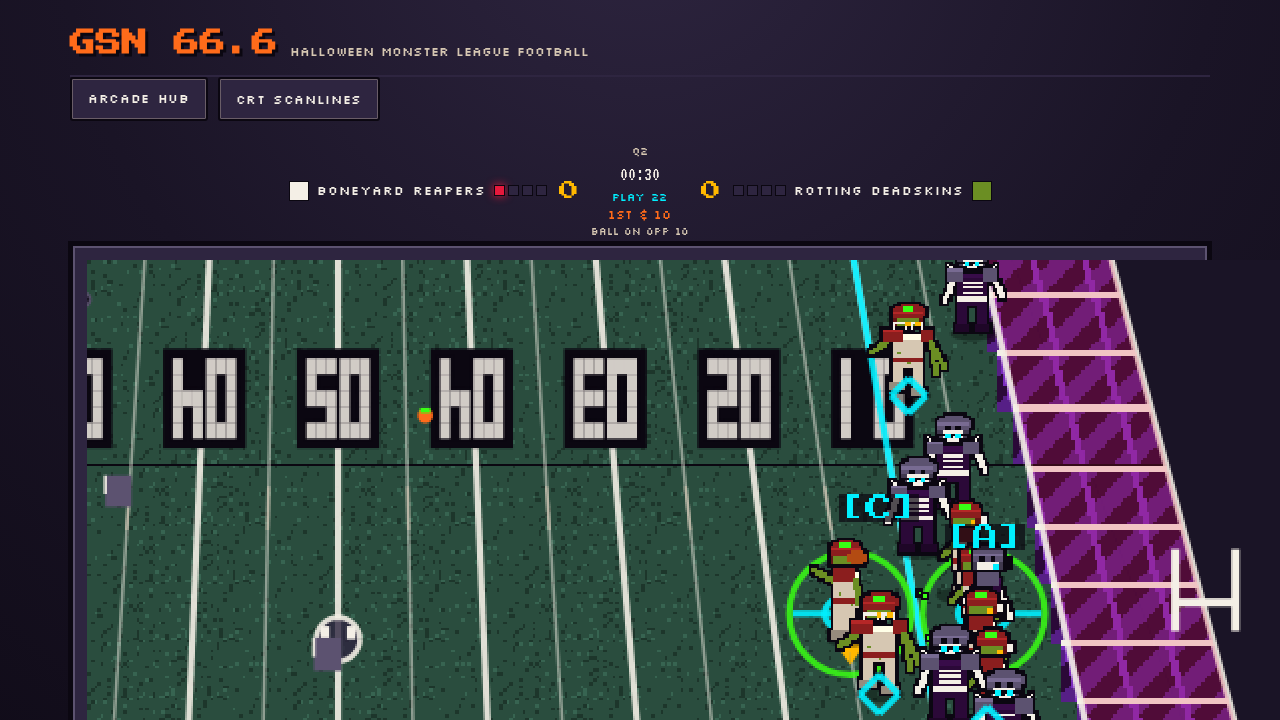 GSN 66.6
HALLOWEEN MONSTER LEAGUE FOOTBALL
ARCADE HUB
CRT SCANLINES
Q2
00:30
BONEYARD REAPERS 0
0 ROTTING DEADSKINS
PLAY 22
1ST & 10
BALL ON OPP 10
40 50 40 30 20 10
[C]
[A]